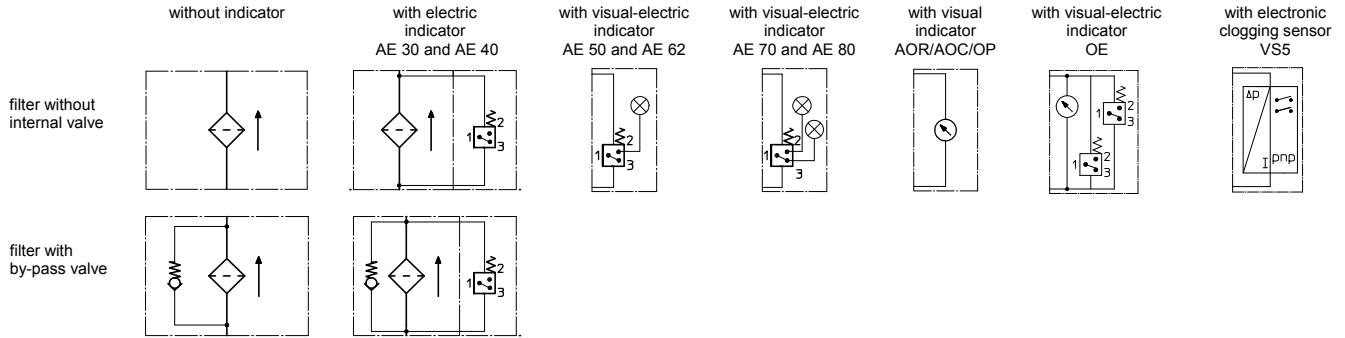 without indicator
with electric
indicator
AE 30 and AE 40
with visual-electric
indicator
AE 50 and AE 62
with visual-electric
indicator
AE 70 and AE 80
with visual
indicator
AOR/AOC/OP
with visual-electric
indicator
OE
with electronic
clogging sensor
VS5
filter without
internal valve
1 2 3
1 2 3
1 2 3
1 2 3
1 2 3
Δp
I pnp
filter with
by-pass valve
1 2 3